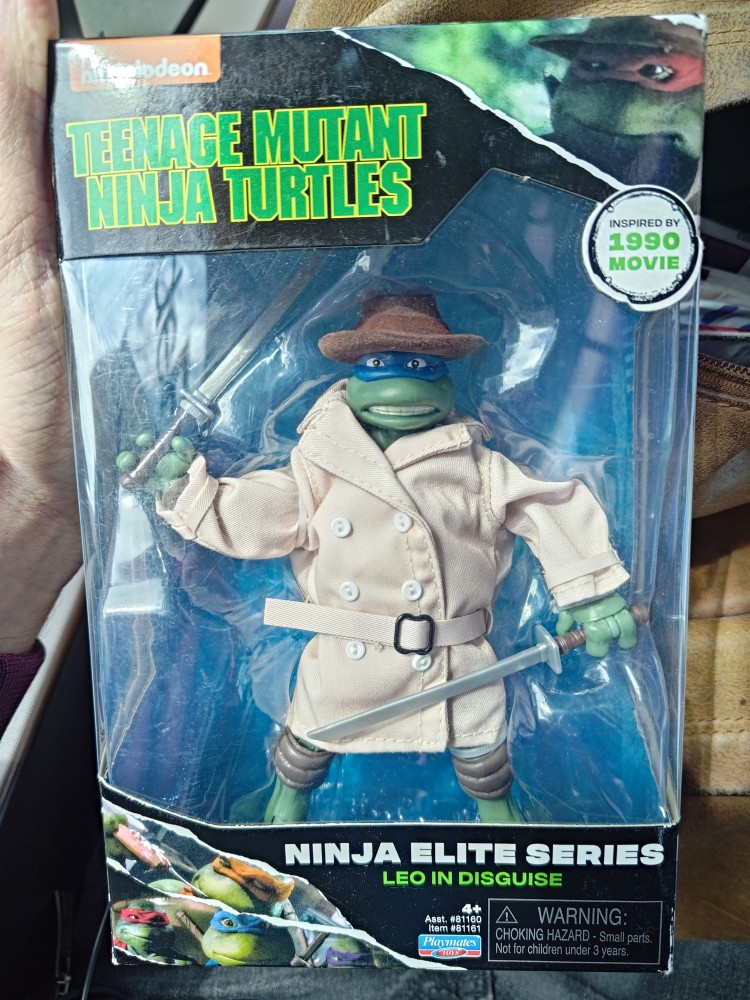 nickelodeon
TEENAGE MUTANT
NINJA TURTLES
INSPIRED BY
1990
MOVIE
NINJA ELITE SERIES
LEO IN DISGUISE
4+
Asst. #81160
Item #81161
Playmates
TOYS
WARNING:
CHOKING HAZARD - Small parts.
Not for children under 3 years.